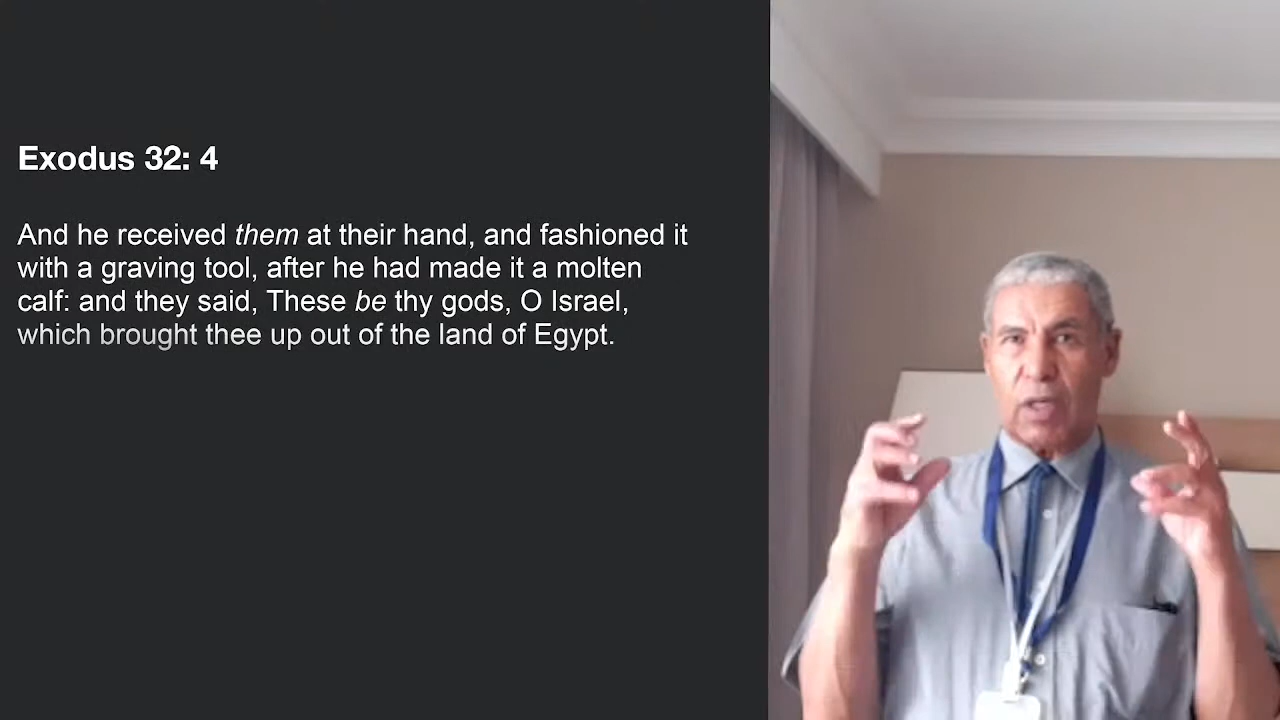 Exodus 32: 4
And he received them at their hand, and fashioned it
with a graving tool, after he had made it a molten
calf: and they said, These be thy gods, O Israel,
which brought thee up out of the land of Egypt.